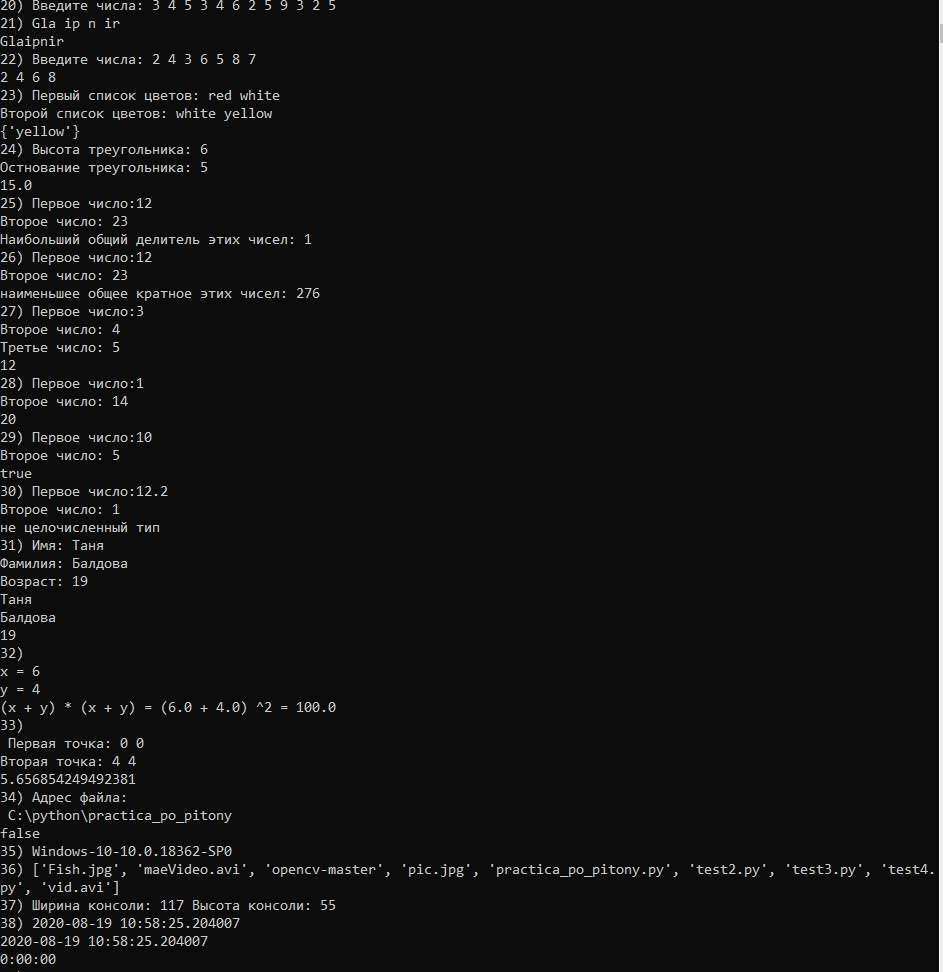 20) Введите числа: 3 4 5 3 4 6 2 5 9 3 2 5
21) Gla ip n ir
Glaipnir
22) Введите числа: 2 4 3 6 5 8 7
2 4 6 8
23) Первый список цветов: red white
Второй список цветов: white yellow
{'yellow'}
24) Высота треугольника: 6
Остнование треугольника: 5
15.0
25) Первое число:12
Второе число: 23
Наибольший общий делитель этих чисел: 1
26) Первое число:12
Второе число: 23
наименьшее общее кратное этих чисел: 276
27) Первое число:3
Второе число: 4
Третье число: 5
12
28) Первое число:1
Второе число: 14
20
29) Первое число:10
Второе число: 5
true
30) Первое число:12.2
Второе число: 1
не целочисленный тип
31) Имя: Таня
Фамилия: Балдова
Возраст: 19
Таня
Балдова
19
32)
x = 6
y = 4
(x + y) * (x + y) = (6.0 + 4.0) ^2 = 100.0
33)
Первая точка: 0 0
Вторая точка: 4 4
5.656854249492381
34) Адрес файла:
C:\python\practica_po_pitony
false
35) Windows-10-10.0.18362-SP0
36) ['Fish.jpg', 'maeVideo.avi', 'opencv-master', 'pic.jpg', 'practica_po_pitony.py', 'test2.py', 'test3.py', 'test4.
py', 'vid.avi']
37) Ширина консоли: 117 Высота консоли: 55
38) 2020-08-19 10:58:25.204007
2020-08-19 10:58:25.204007
0:00:00